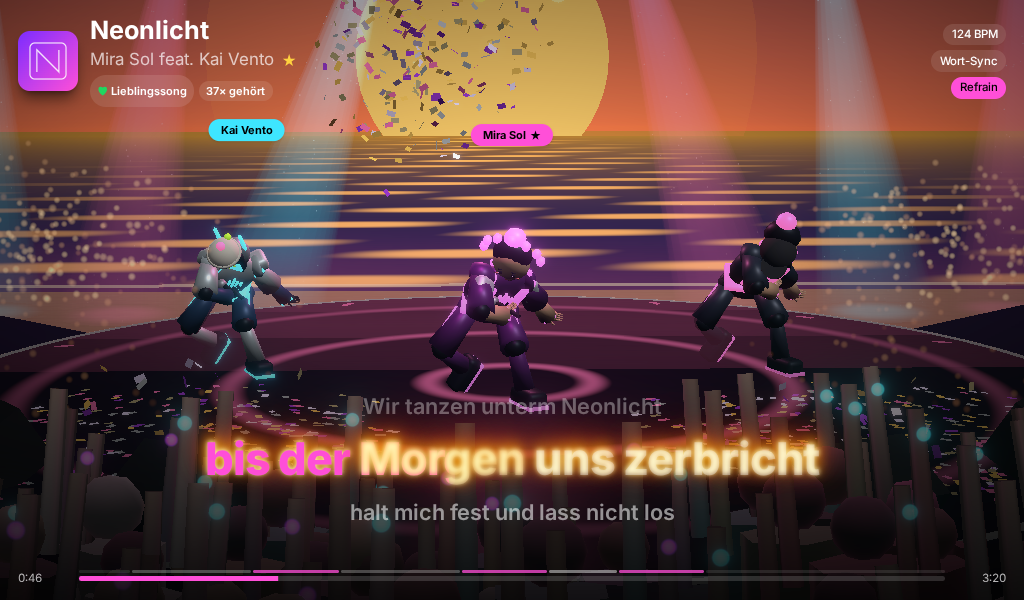 Neonlicht
Mira Sol feat. Kai Vento ★
Lieblingssong
37× gehört
124 BPM
Wort-Sync
Refrain
Kai Vento
Mira Sol ★
Wir tanzen unterm Neonlicht
bis der Morgen uns zerbricht
halt mich fest und lass nicht los
0:46
3:20